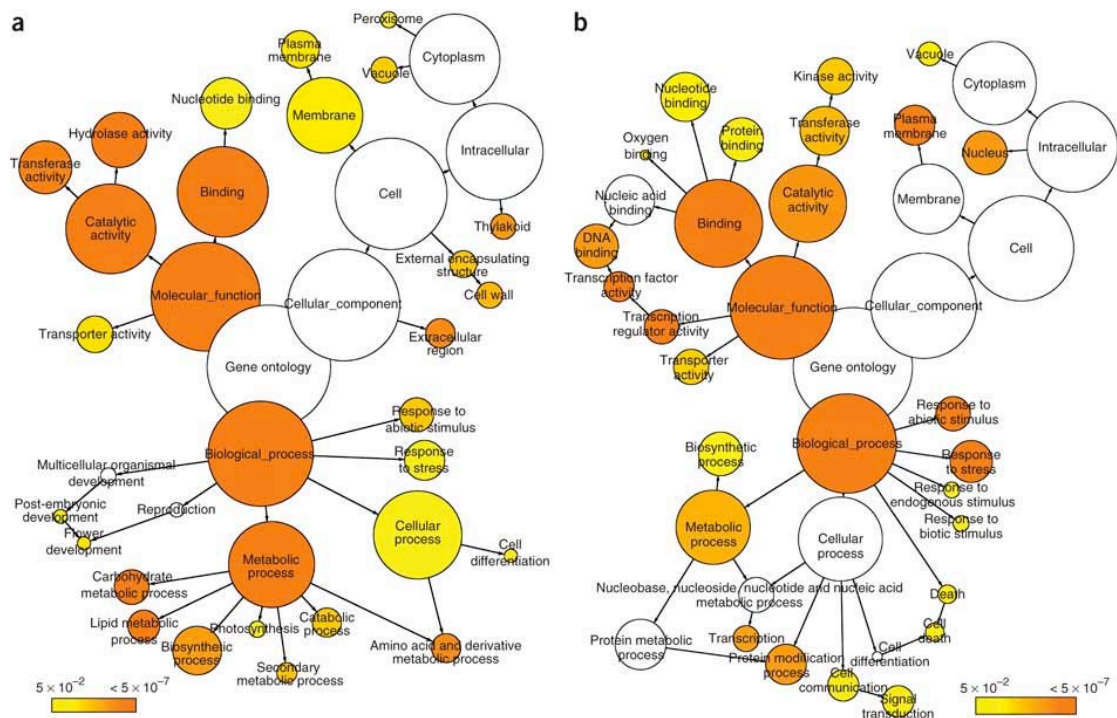 a
Peroxisome
Plasma
membrane
Cytoplasm
Vacuole
Nucleotide binding
Membrane
Hydrolase activity
Intracellular
Transferase
activity
Binding
Cell
Catalytic
activity
Thylakoid
External encapsulating
structure
Cell wall
Molecular_function
Cellular_component
Transporter activity
Extracellular
region
Gene ontology
Response to
abiotic stimulus
Biological_process
Response
to stress
Multicellular organismal
development
Post-embryonic
development
Reproduction
Flower
development
Cellular
process
Cell
differentiation
Metabolic
process
Carbohydrate
metabolic process
Lipid metabolic
process
Photosynthesis
Catabolic
process
Biosynthetic
process
Amino acid and derivative
metabolic process
Secondary
metabolic process
5 × 10⁻² < 5 × 10⁻⁷
b
Vacuole
Cytoplasm
Kinase activity
Nucleotide
binding
Plasma
membrane
Transferase
activity
Protein
binding
Oxygen
binding
Nucleus
Intracellular
Nucleic acid
binding
Catalytic
activity
Membrane
Binding
DNA
binding
Cell
Transcription factor
activity
Molecular_function
Cellular_component
Transcription
regulator activity
Transporter
activity
Gene ontology
Response to
abiotic stimulus
Biological_process
Biosynthetic
process
Response
to stress
Response to
endogenous stimulus
Response to
biotic stimulus
Metabolic
process
Cellular
process
Nucleobase, nucleoside, nucleotide and nucleic acid
metabolic process
Death
Cell
death
Transcription
Protein metabolic
process
Cell
differentiation
Protein modification
process
Cell
communication
Signal
transduction
5 × 10⁻² < 5 × 10⁻⁷